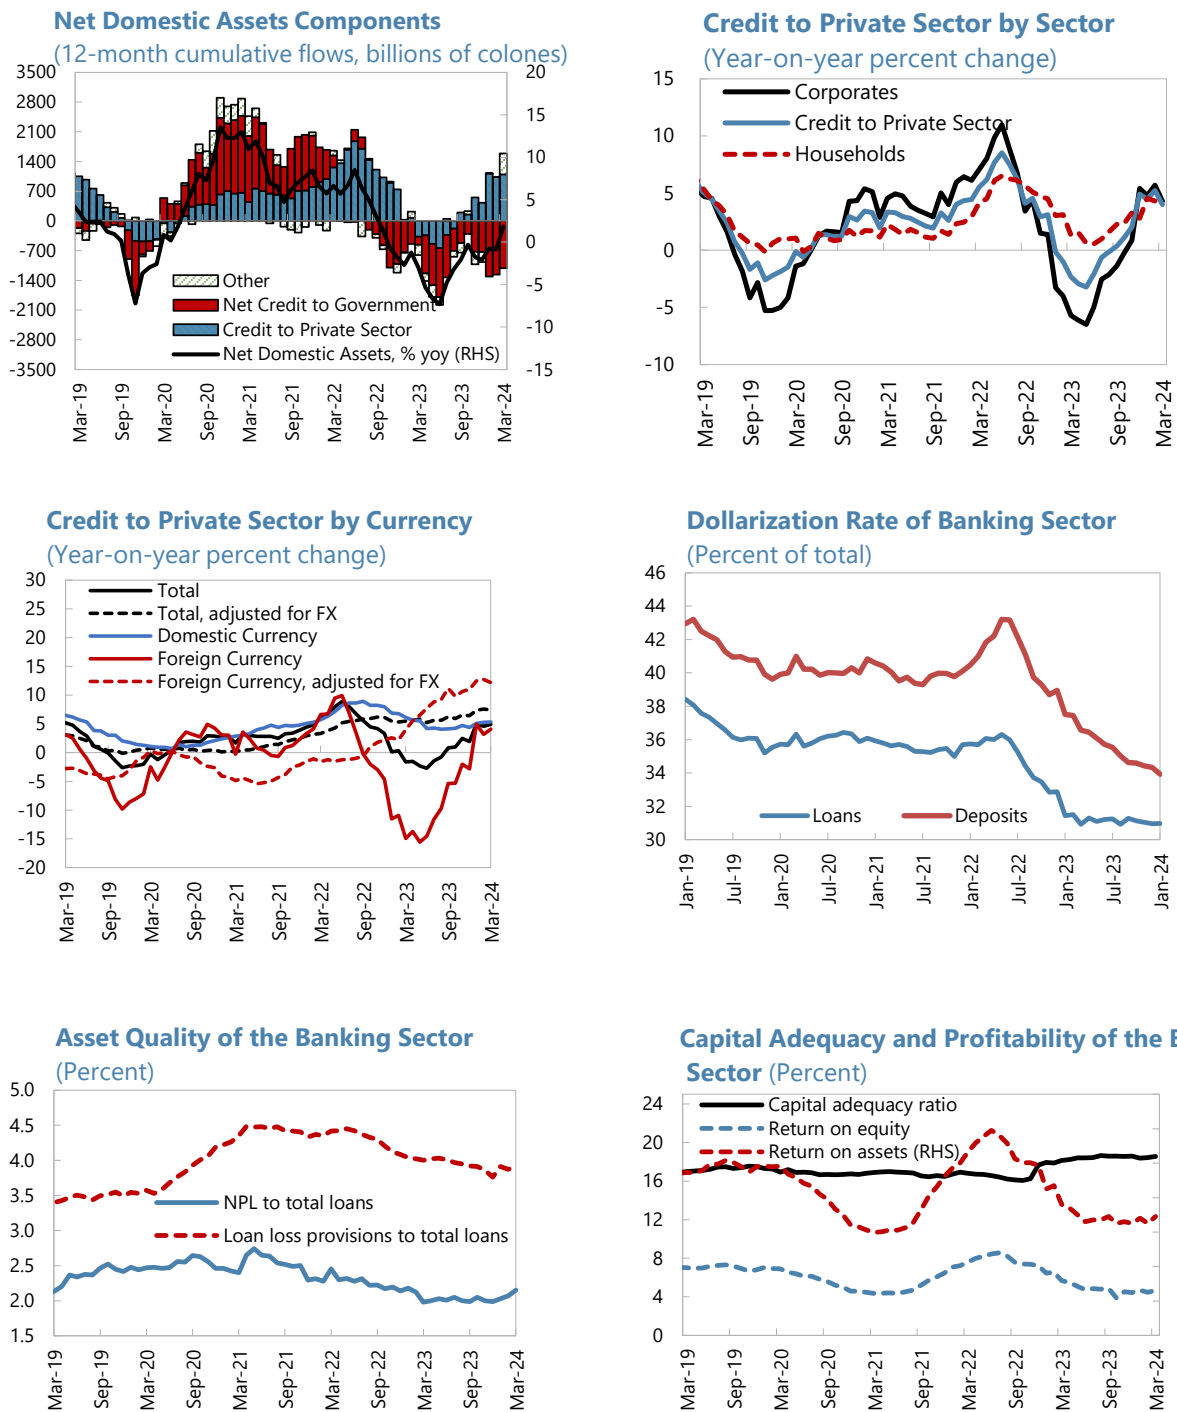 Net Domestic Assets Components
(12-month cumulative flows, billions of colones)
3500
2800
2100
1400
700
0
-700
-1400
-2100
-2800
-3500
20
15
10
5
0
-5
-10
-15
Other
Net Credit to Government
Credit to Private Sector
Net Domestic Assets, % yoy (RHS)
Mar-19
Sep-19
Mar-20
Sep-20
Mar-21
Sep-21
Mar-22
Sep-22
Mar-23
Sep-23
Mar-24
Credit to Private Sector by Sector
(Year-on-year percent change)
15
10
5
0
-5
-10
Corporates
Credit to Private Sector
Households
Mar-19
Sep-19
Mar-20
Sep-20
Mar-21
Sep-21
Mar-22
Sep-22
Mar-23
Sep-23
Mar-24
Credit to Private Sector by Currency
(Year-on-year percent change)
30
25
20
15
10
5
0
-5
-10
-15
-20
Total
Total, adjusted for FX
Domestic Currency
Foreign Currency
Foreign Currency, adjusted for FX
Mar-19
Sep-19
Mar-20
Sep-20
Mar-21
Sep-21
Mar-22
Sep-22
Mar-23
Sep-23
Mar-24
Dollarization Rate of Banking Sector
(Percent of total)
46
44
42
40
38
36
34
32
30
Loans
Deposits
Jan-19
Jul-19
Jan-20
Jul-20
Jan-21
Jul-21
Jan-22
Jul-22
Jan-23
Jul-23
Jan-24
Asset Quality of the Banking Sector
(Percent)
5.0
4.5
4.0
3.5
3.0
2.5
2.0
1.5
NPL to total loans
Loan loss provisions to total loans
Mar-19
Sep-19
Mar-20
Sep-20
Mar-21
Sep-21
Mar-22
Sep-22
Mar-23
Sep-23
Mar-24
Capital Adequacy and Profitability of the B
Sector (Percent)
24
20
16
12
8
4
0
Capital adequacy ratio
Return on equity
Return on assets (RHS)
Mar-19
Sep-19
Mar-20
Sep-20
Mar-21
Sep-21
Mar-22
Sep-22
Mar-23
Sep-23
Mar-24